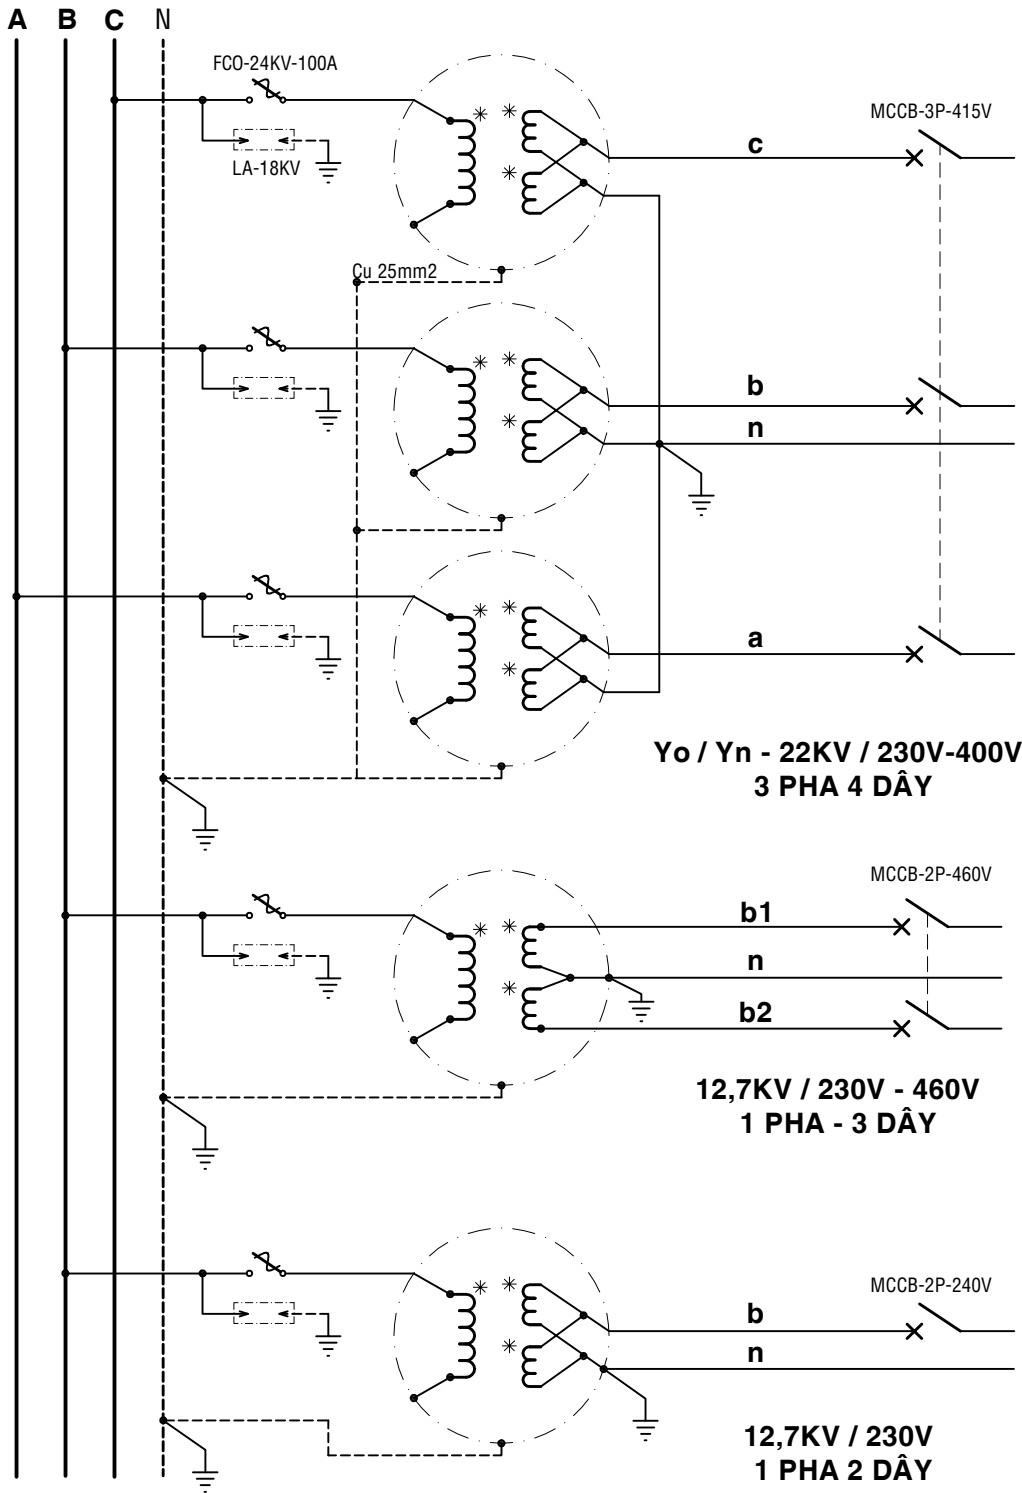 A B C N
FCO-24KV-100A
MCCB-3P-415V
c
LA-18KV
Cu 25mm2
b
n
a
Yo / Yn - 22KV / 230V-400V
3 PHA 4 DÂY
MCCB-2P-460V
b1
n
b2
12,7KV / 230V - 460V
1 PHA - 3 DÂY
MCCB-2P-240V
b
n
12,7KV / 230V
1 PHA 2 DÂY